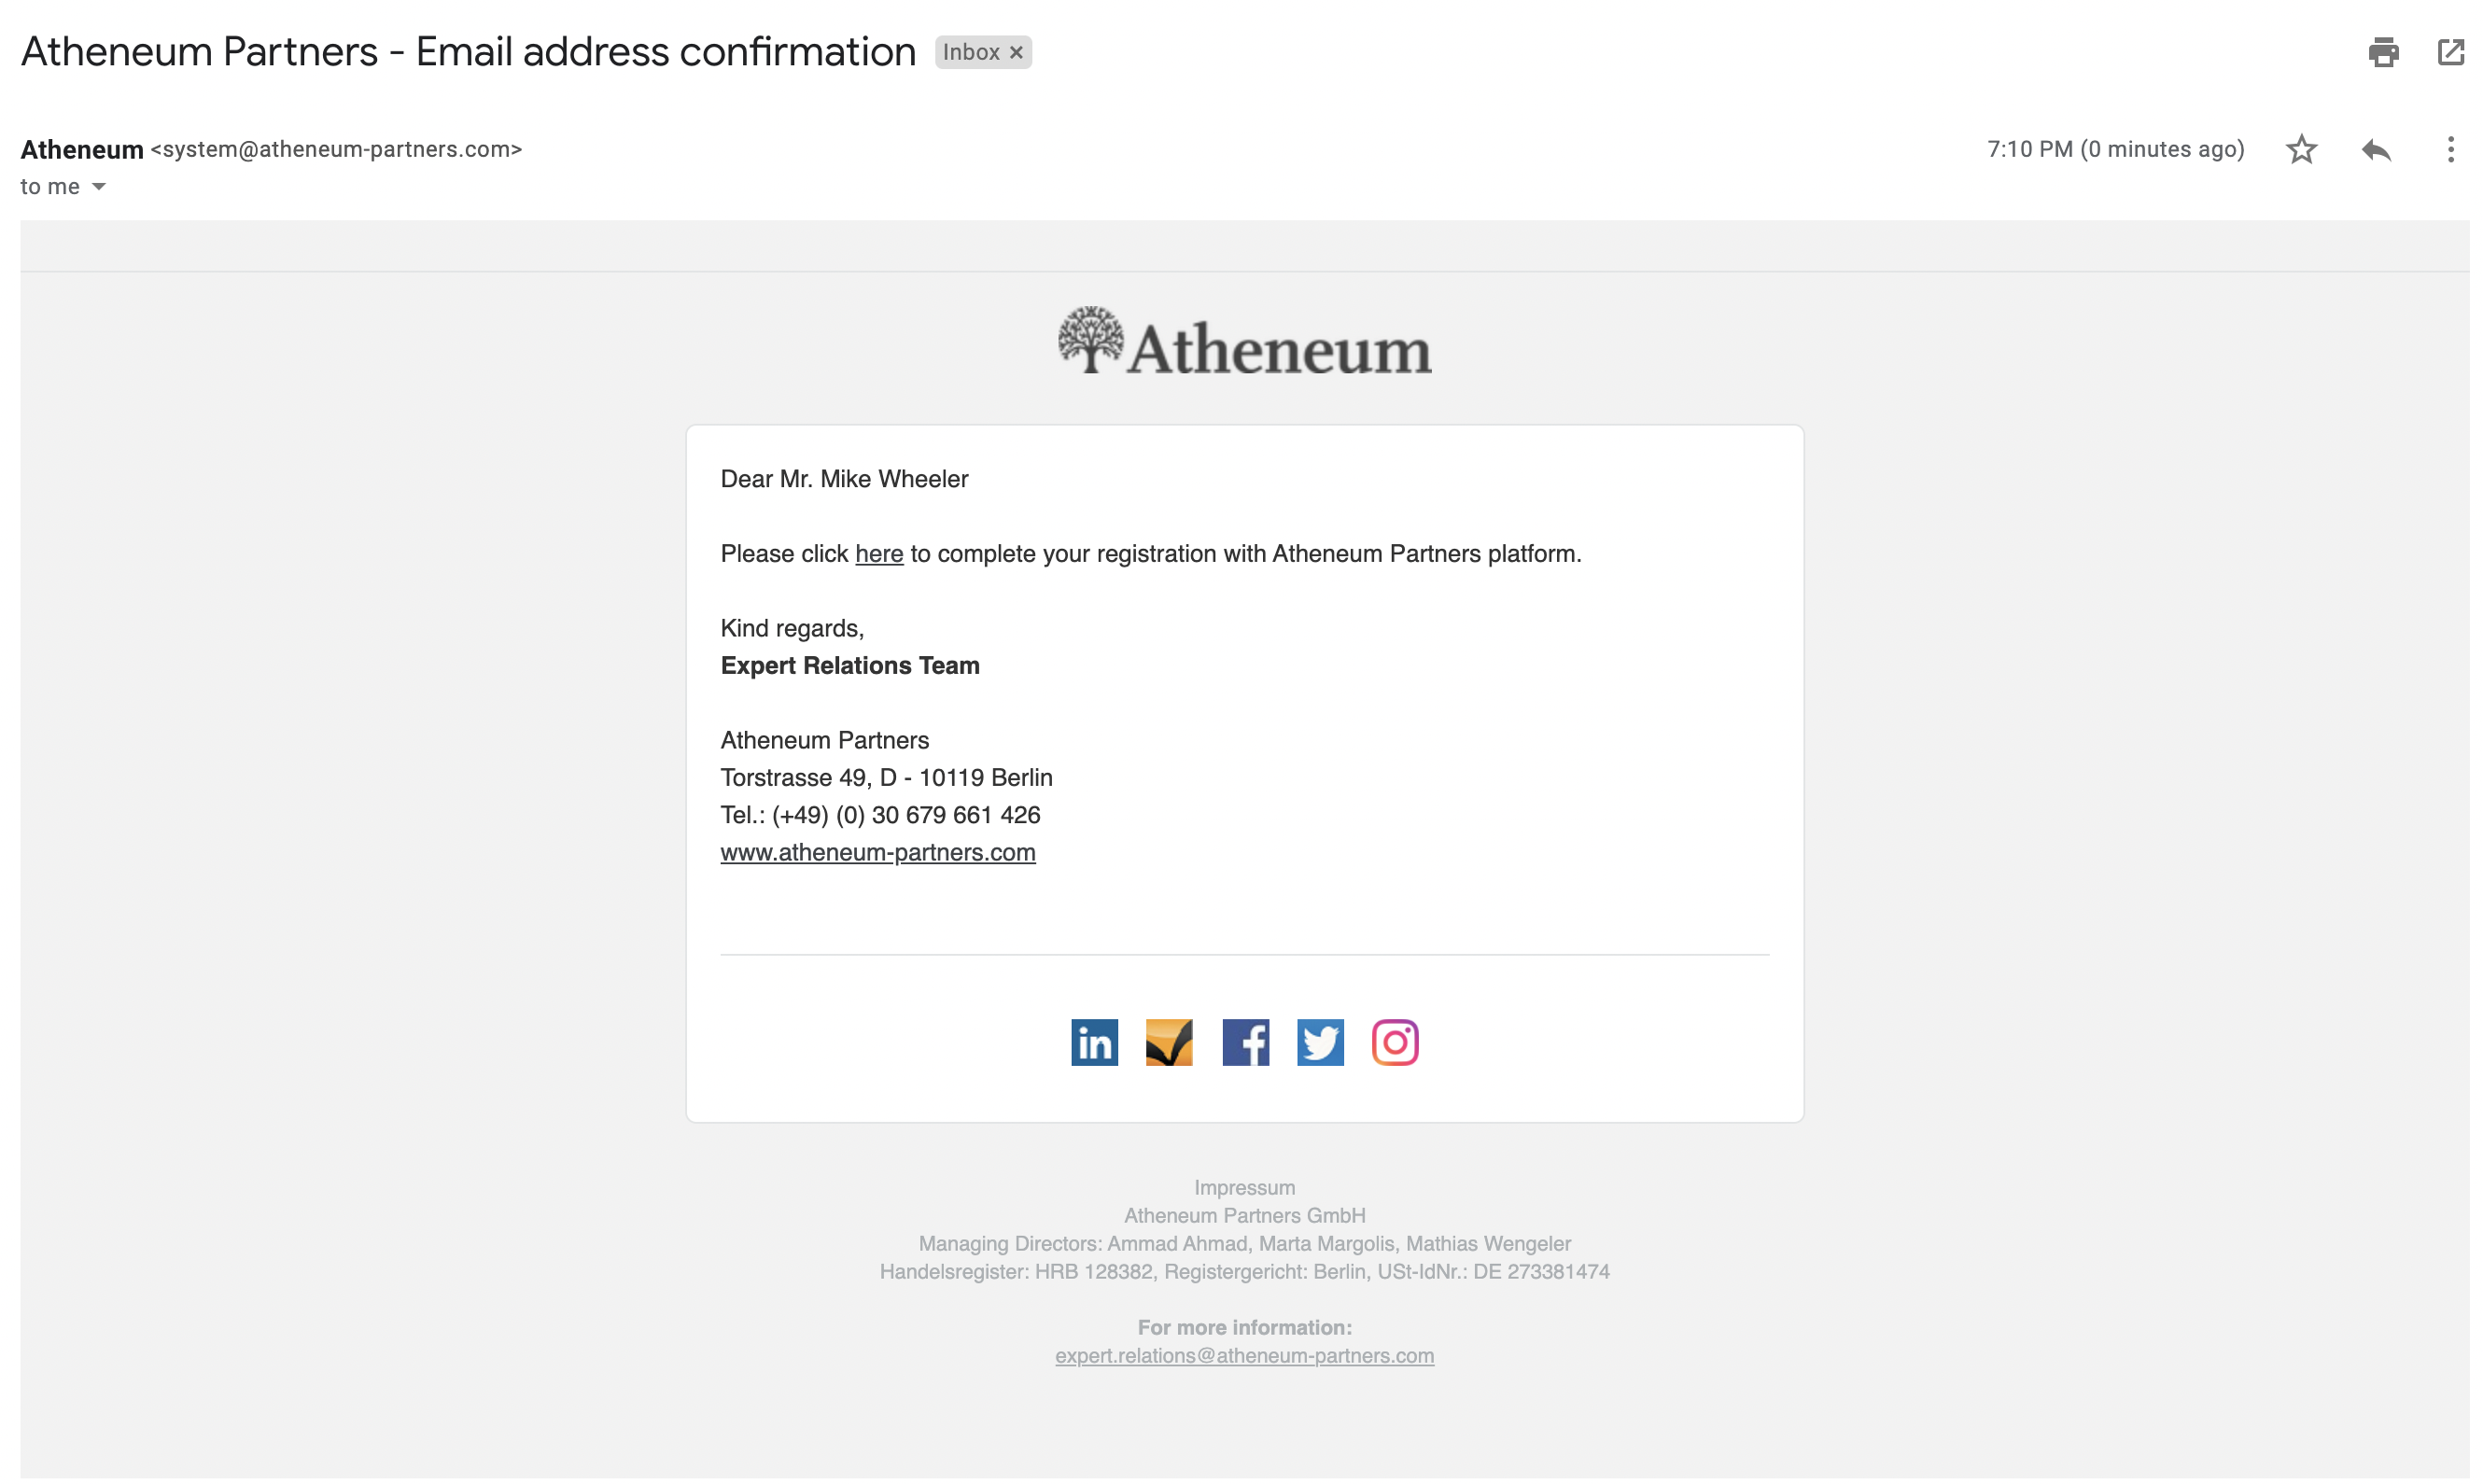 Atheneum Partners - Email address confirmation Inbox ×
Atheneum <system@atheneum-partners.com> 7:10 PM (0 minutes ago)
to me
Atheneum
Dear Mr. Mike Wheeler
Please click here to complete your registration with Atheneum Partners platform.
Kind regards,
Expert Relations Team
Atheneum Partners
Torstrasse 49, D - 10119 Berlin
Tel.: (+49) (0) 30 679 661 426
www.atheneum-partners.com
in f
Impressum
Atheneum Partners GmbH
Managing Directors: Ammad Ahmad, Marta Margolis, Mathias Wengeler
Handelsregister: HRB 128382, Registergericht: Berlin, USt-IdNr.: DE 273381474
For more information:
expert.relations@atheneum-partners.com